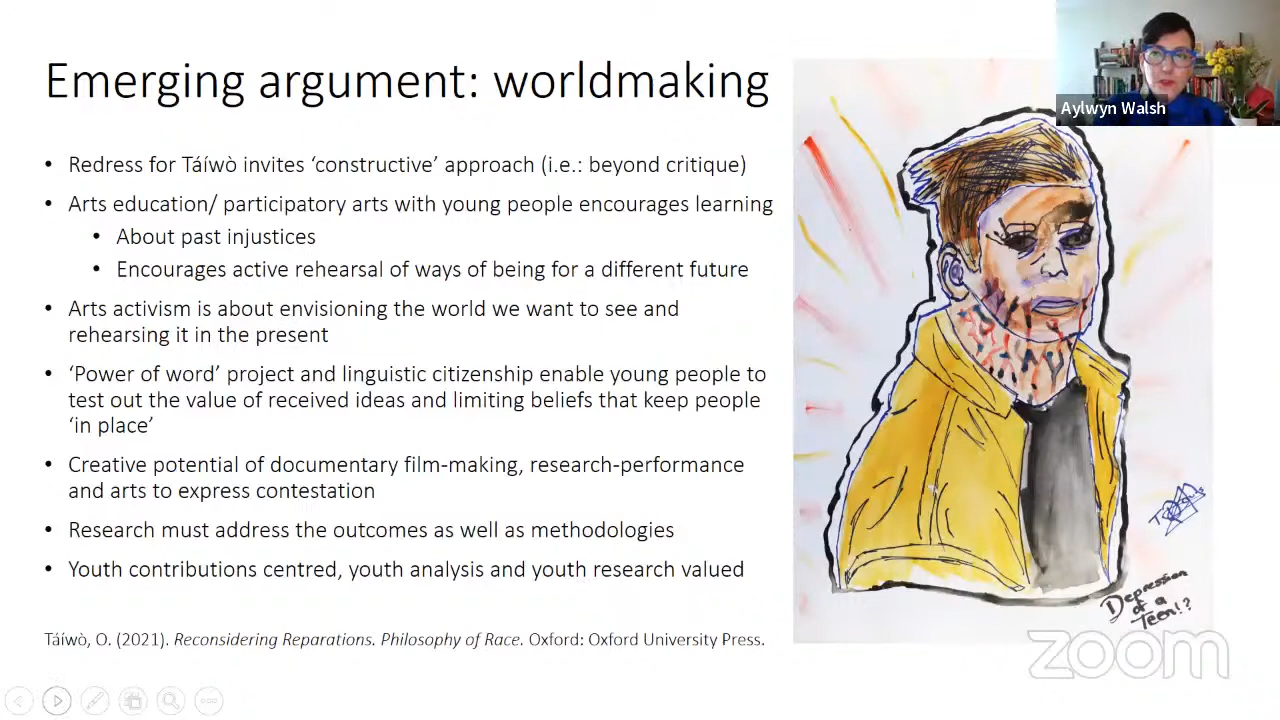 Emerging argument: worldmaking
Aylwyn Walsh
• Redress for Táíwò invites ‘constructive’ approach (i.e.: beyond critique)
• Arts education/ participatory arts with young people encourages learning
• About past injustices
• Encourages active rehearsal of ways of being for a different future
• Arts activism is about envisioning the world we want to see and
rehearsing it in the present
• ‘Power of word’ project and linguistic citizenship enable young people to
test out the value of received ideas and limiting beliefs that keep people
‘in place’
• Creative potential of documentary film-making, research-performance
and arts to express contestation
• Research must address the outcomes as well as methodologies
• Youth contributions centred, youth analysis and youth research valued
Táíwò, O. (2021). Reconsidering Reparations. Philosophy of Race. Oxford: Oxford University Press.
Depression
of a
Teen!?
zoom